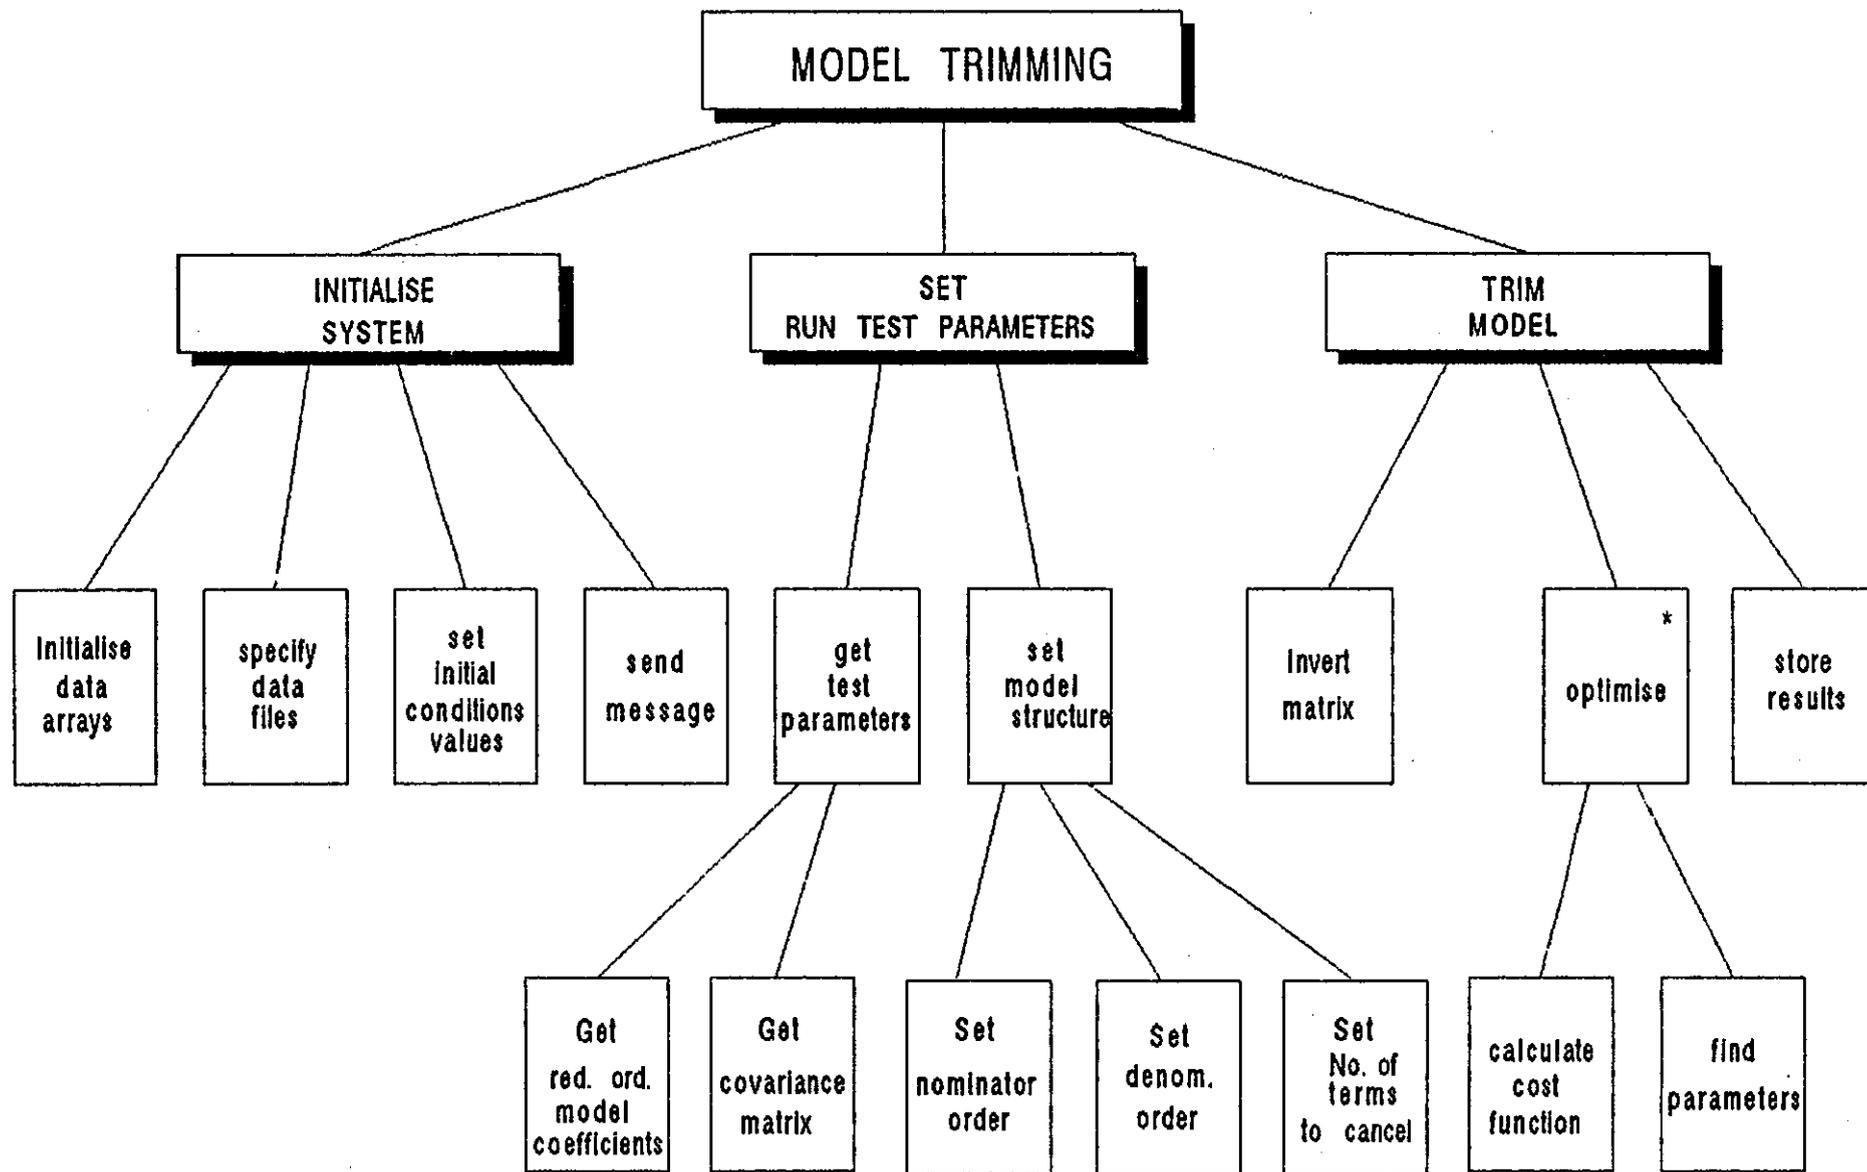 MODEL TRIMMING
INITIALISE
SYSTEM
SET
RUN TEST PARAMETERS
TRIM
MODEL
Initialise
data
arrays
specify
data
files
set
initial
conditions
values
send
message
get
test
parameters
set
model
structure
Invert
matrix
*
optimise
store
results
Get
red. ord.
model
coefficients
Get
covariance
matrix
Set
nominator
order
Set
denom.
order
Set
No. of
terms
to cancel
calculate
cost
function
find
parameters